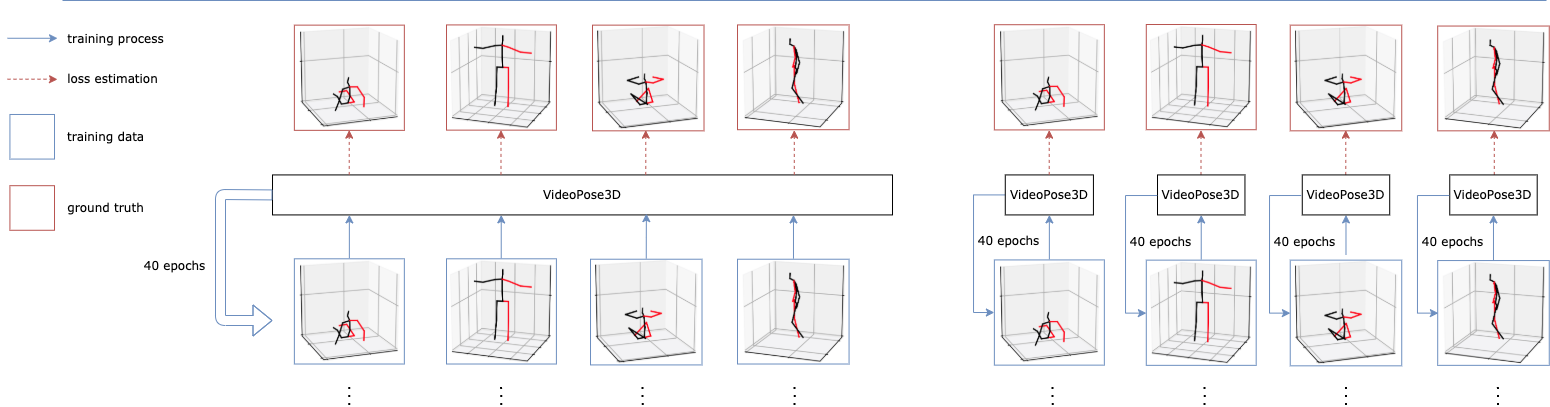 training process
loss estimation
training data
ground truth
VideoPose3D
40 epochs
VideoPose3D
VideoPose3D
VideoPose3D
VideoPose3D
40 epochs
40 epochs
40 epochs
40 epochs